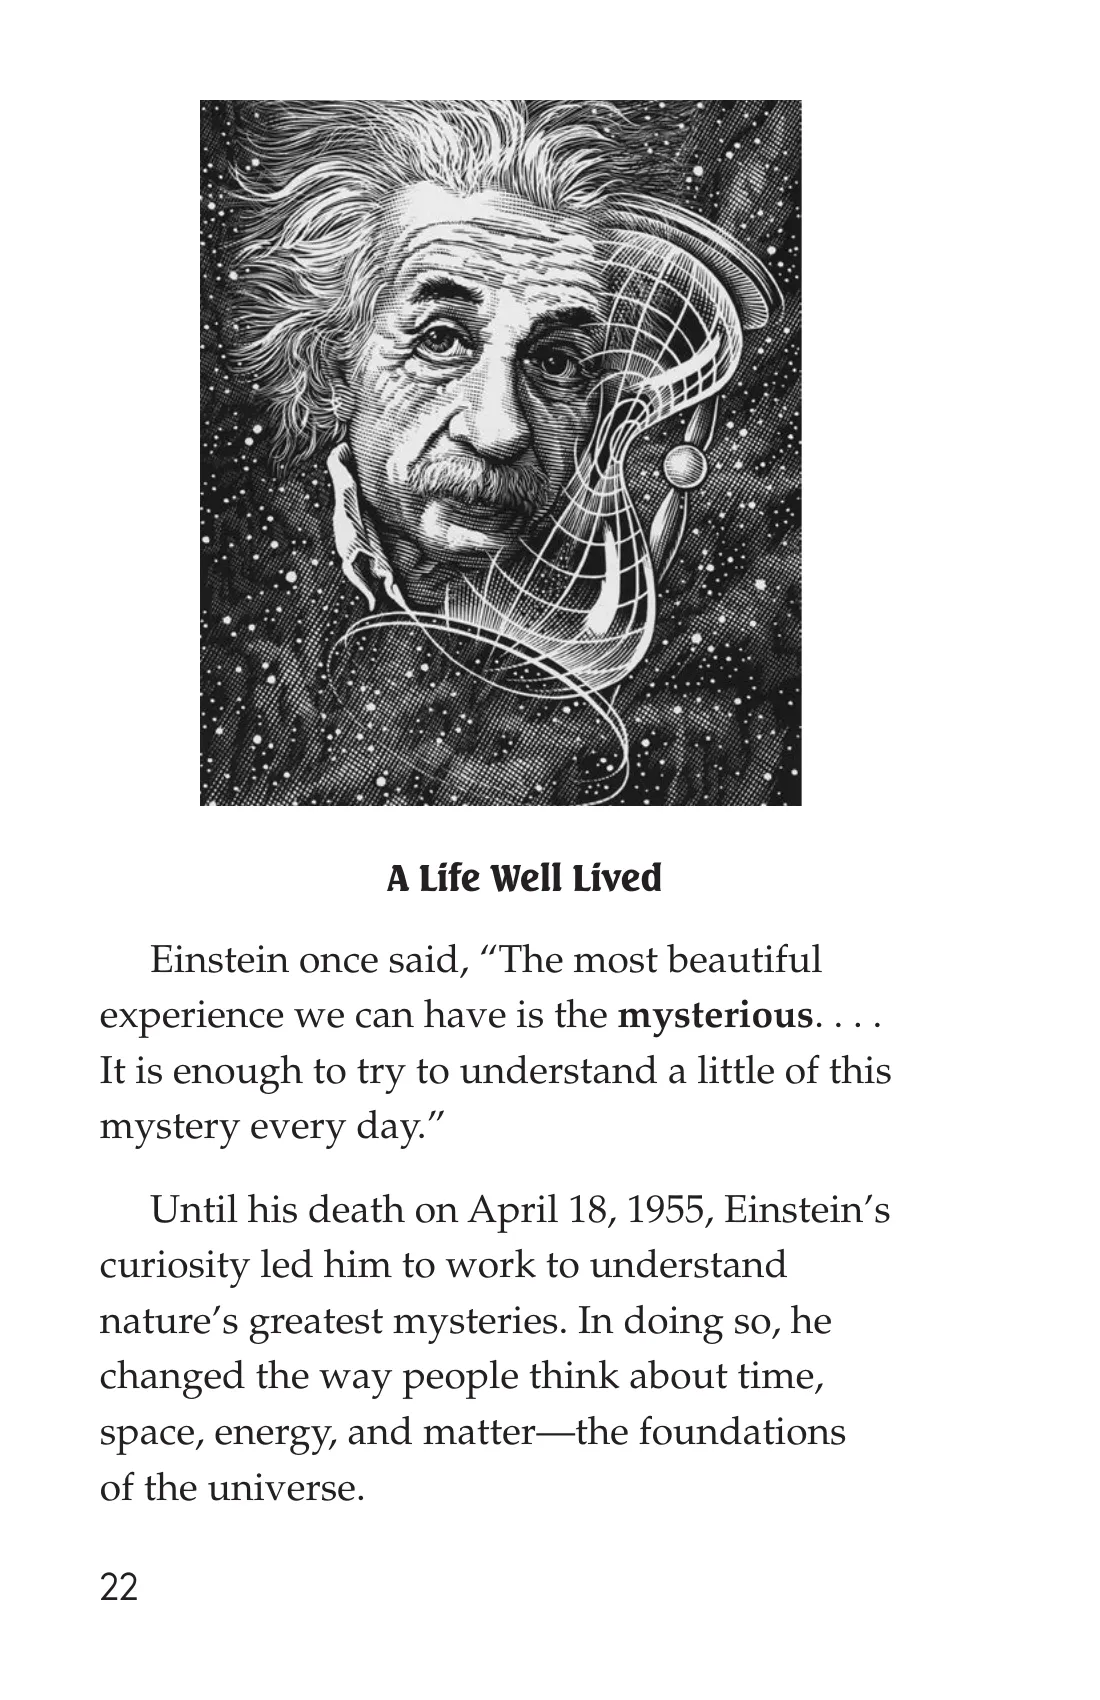 A Life Well Lived
Einstein once said, “The most beautiful
experience we can have is the mysterious. . . .
It is enough to try to understand a little of this
mystery every day.”
Until his death on April 18, 1955, Einstein’s
curiosity led him to work to understand
nature’s greatest mysteries. In doing so, he
changed the way people think about time,
space, energy, and matter—the foundations
of the universe.
22